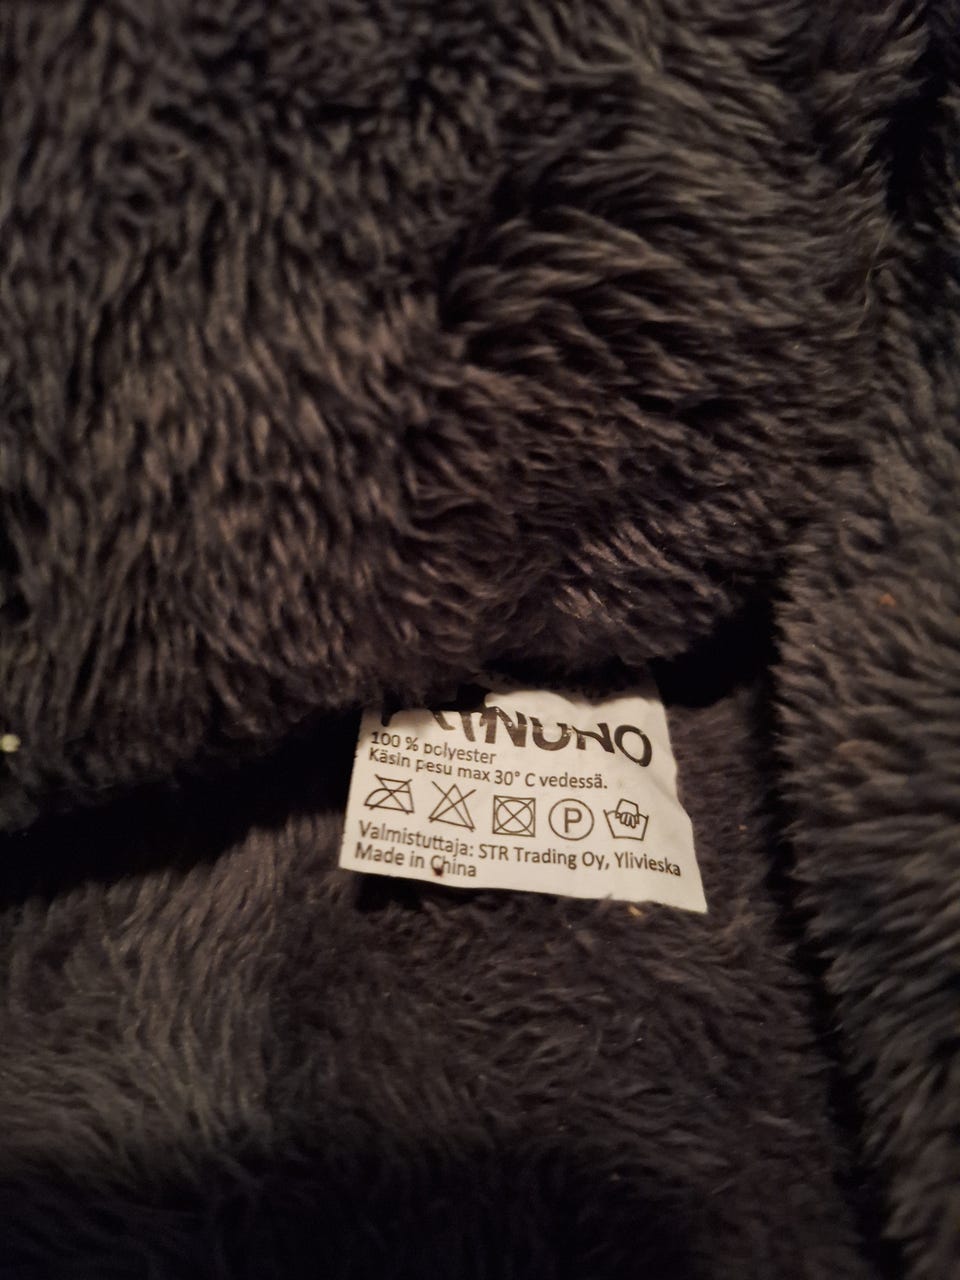 100 % polyester
Käsin pesu max 30° C vedessä.
P
Valmistuttaja: STR Trading Oy, Ylivieska
Made in China